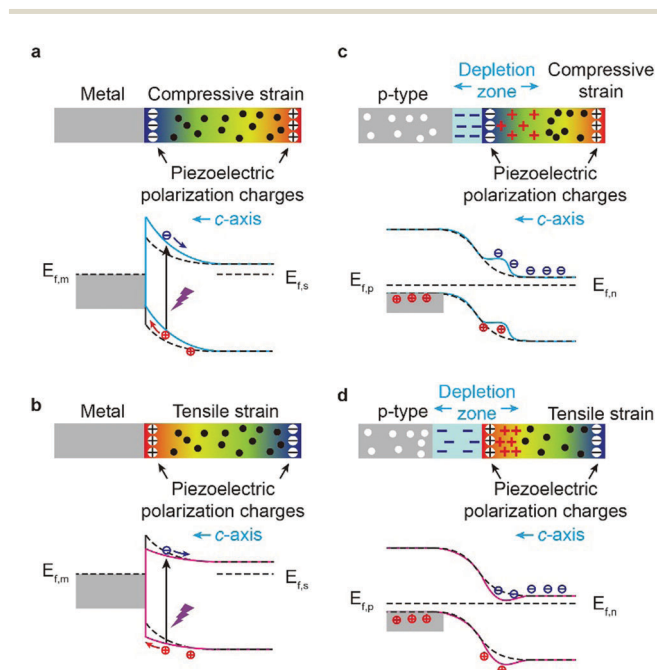 a
Metal
Compressive strain
Piezoelectric
polarization charges
c-axis
E_f,m
E_f,s
b
Metal
Tensile strain
Piezoelectric
polarization charges
c-axis
E_f,m
E_f,s
c
p-type
Depletion
zone
Compressive
strain
Piezoelectric
polarization charges
c-axis
E_f,p
E_f,n
d
p-type
Depletion
zone
Tensile strain
Piezoelectric
polarization charges
c-axis
E_f,p
E_f,n